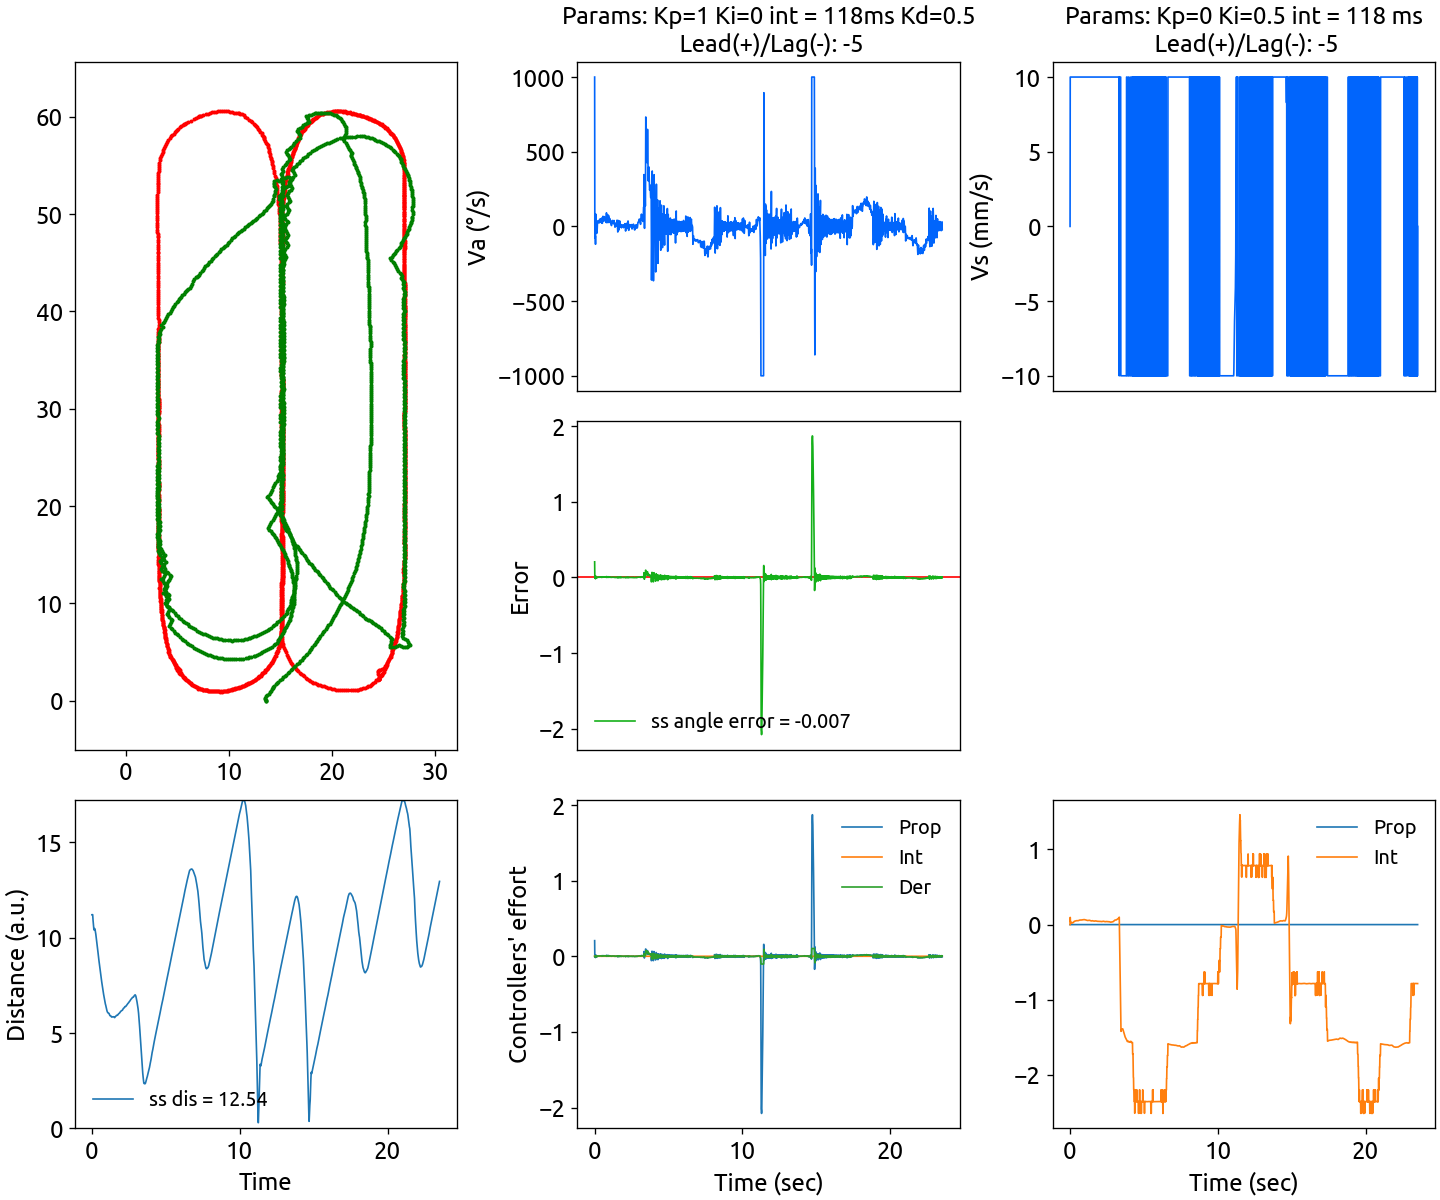 Params: Kp=1 Ki=0 int = 118ms Kd=0.5
Lead(+)/Lag(-): -5
Params: Kp=0 Ki=0.5 int = 118 ms
Lead(+)/Lag(-): -5
60
50
40
30
20
10
0
0
10
20
30
Va (°/s)
1000
500
0
−500
−1000
Vs (mm/s)
10
5
0
−5
−10
Error
2
1
0
−1
−2
ss angle error = -0.007
Distance (a.u.)
15
10
5
0
ss dis = 12.54
0
10
20
Time
Controllers' effort
2
1
0
−1
−2
Prop
Int
Der
0
10
20
Time (sec)
1
0
−1
−2
Prop
Int
0
10
20
Time (sec)